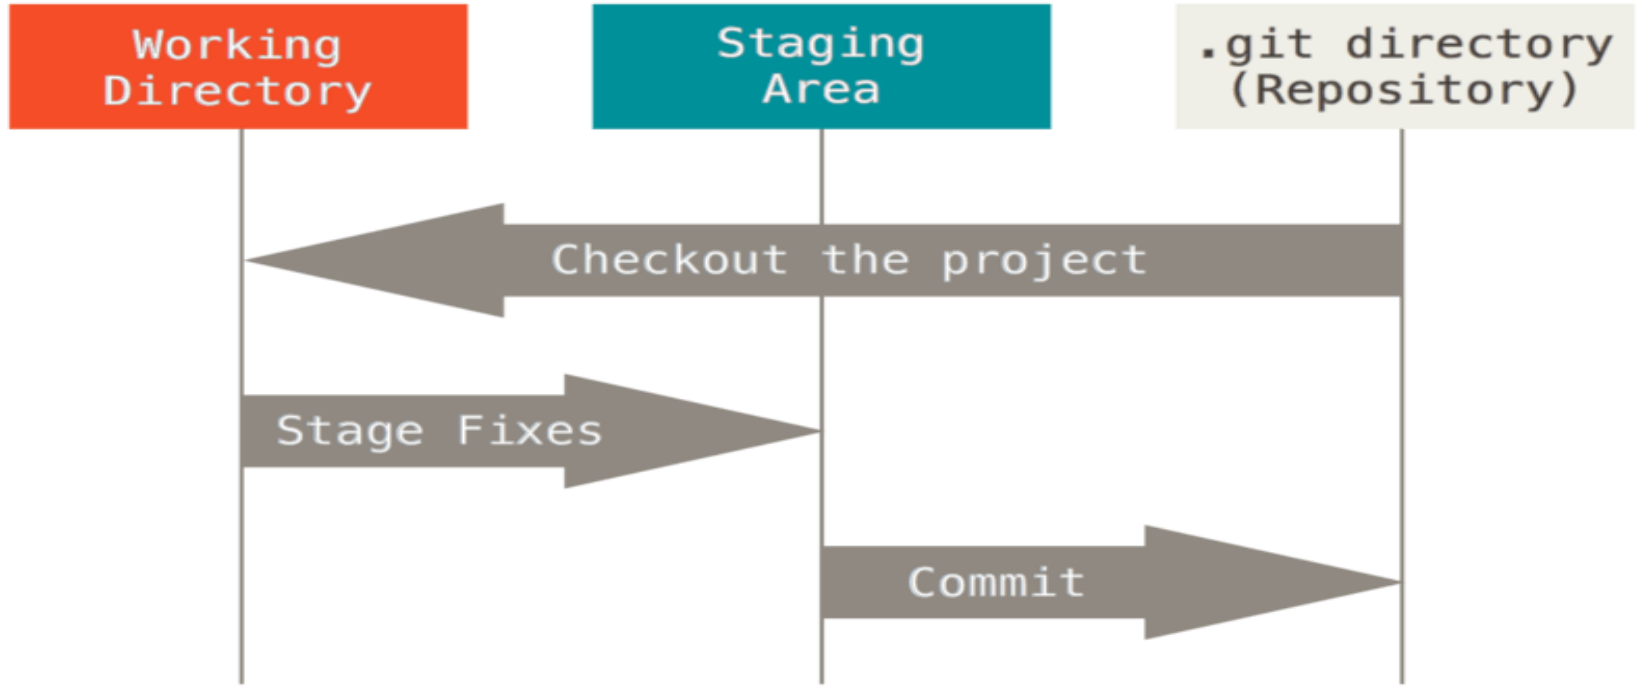 Working
Directory
Staging
Area
.git directory
(Repository)
Checkout the project
Stage Fixes
Commit